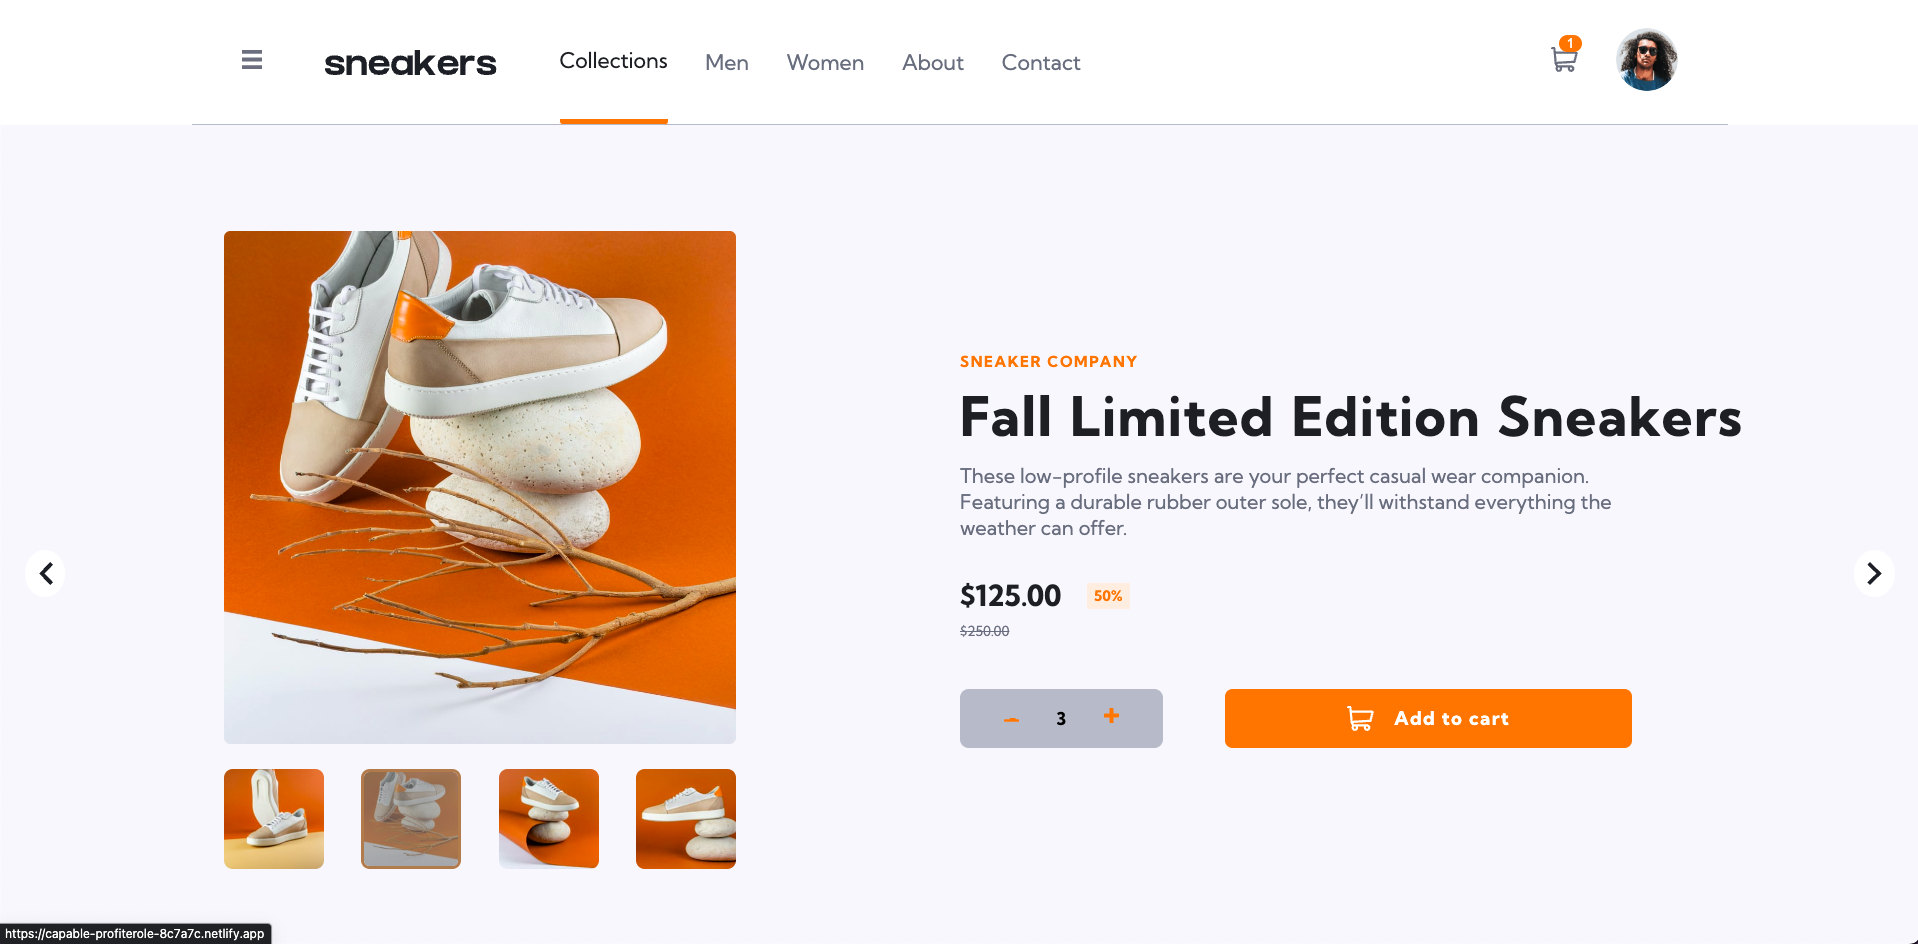 sneakers
Collections
Men
Women
About
Contact
1
SNEAKER COMPANY
Fall Limited Edition Sneakers
These low-profile sneakers are your perfect casual wear companion.
Featuring a durable rubber outer sole, they’ll withstand everything the
weather can offer.
$125.00
50%
$250.00
3
Add to cart
https://capable-profiterole-8c7a7c.netlify.app